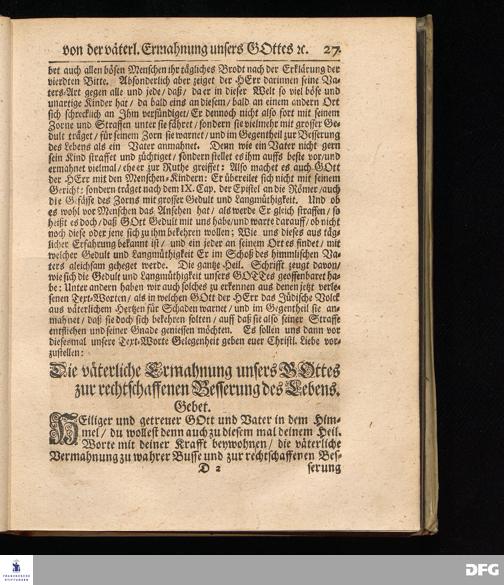 von der väterl. Ermahnung unsers GOttes ꝛc. 27.
bet auch allen bösen Menschen ihr tägliches Brodt nach der Erklärung der
vierdten Bitte. Absonderlich aber zeiget der HErr darinnen seine Va-
ters-Art gegen alle und jede/ daß/ da er in dieser Welt so viel böse und
unartige Kinder hat/ da bald eins an diesem/ bald an einem andern Ort
sich schrecklich an Ihm versündiget/ Er dennoch nicht also fort mit seinem
Zorne und Straffen unter sie fähret/ sondern sie vielmehr mit grosser Ge-
dult träget/ für seinem Zorn sie warnet/ und im Gegentheil zur Besserung
des Lebens als ein Vater anmahnet. Denn wie ein Vater nicht gern
sein Kind straffet und züchtiget/ sondern stellet es ihm auffs beste vor/und
ermahnet vielmal/ ehe er zur Ruthe greiffet: Also machet es auch GOtt
der HErr mit den Menschen-Kindern: Er übereilet sich nicht mit seinem
Gericht: sondern träget nach dem IX. Cap. der Epistel an die Römer/auch
die Gefässe des Zorns mit grosser Gedult und Langmüthigkeit. Und ob
es wohl vor Menschen das Ansehen hat/ als werde Er gleich straffen/ so
heißt es doch/ daß GOtt Gedult mit uns habe/und warte darauff/ob nicht
noch diese oder jene sich zu ihm bekehren wollen; Wie uns dieses aus täg-
licher Erfahrung bekannt ist/ und ein jeder an seinem Ort es findet/ mit
welcher Gedult und Langmüthigkeit Er im Schoß des himmlischen Va-
ters gleichsam geheget werde. Die gantze Heil. Schrifft zeugt davon/
wie sich die Gedult und Langmüthigkeit unsers GOTTes geoffenbaret ha-
be: Unter andern haben wir auch solches zu erkennen aus denen jetzt verle-
senen Text-Worten/ als in welchen GOtt der HErr das Jüdische Volck
aus väterlichem Hertzen für Schaden warnet/ und im Gegentheil sie an-
mahnet/ daß sie doch sich bekehren solten/ auff daß sie also seiner Straffe
entfliehen und seiner Gnade geniessen möchten. Es sollen uns dann vor
diesesmal unsere Text-Worte Gelegenheit geben euer Christl. Liebe vor-
zustellen:
Die väterliche Ermahnung unsers GOttes
zur rechtschaffenen Besserung des Lebens.
Gebet.
HEiliger und getreuer GOtt und Vater in dem Him-
mel/ du wollest denn auch zu diesem mal deinem Heil.
Worte mit deiner Krafft beywohnen/ die väterliche
Vermahnung zu wahrer Busse und zur rechtschaffenen Bes-
D 2 serung
FRANCKESCHE
STIFTUNGEN
DFG